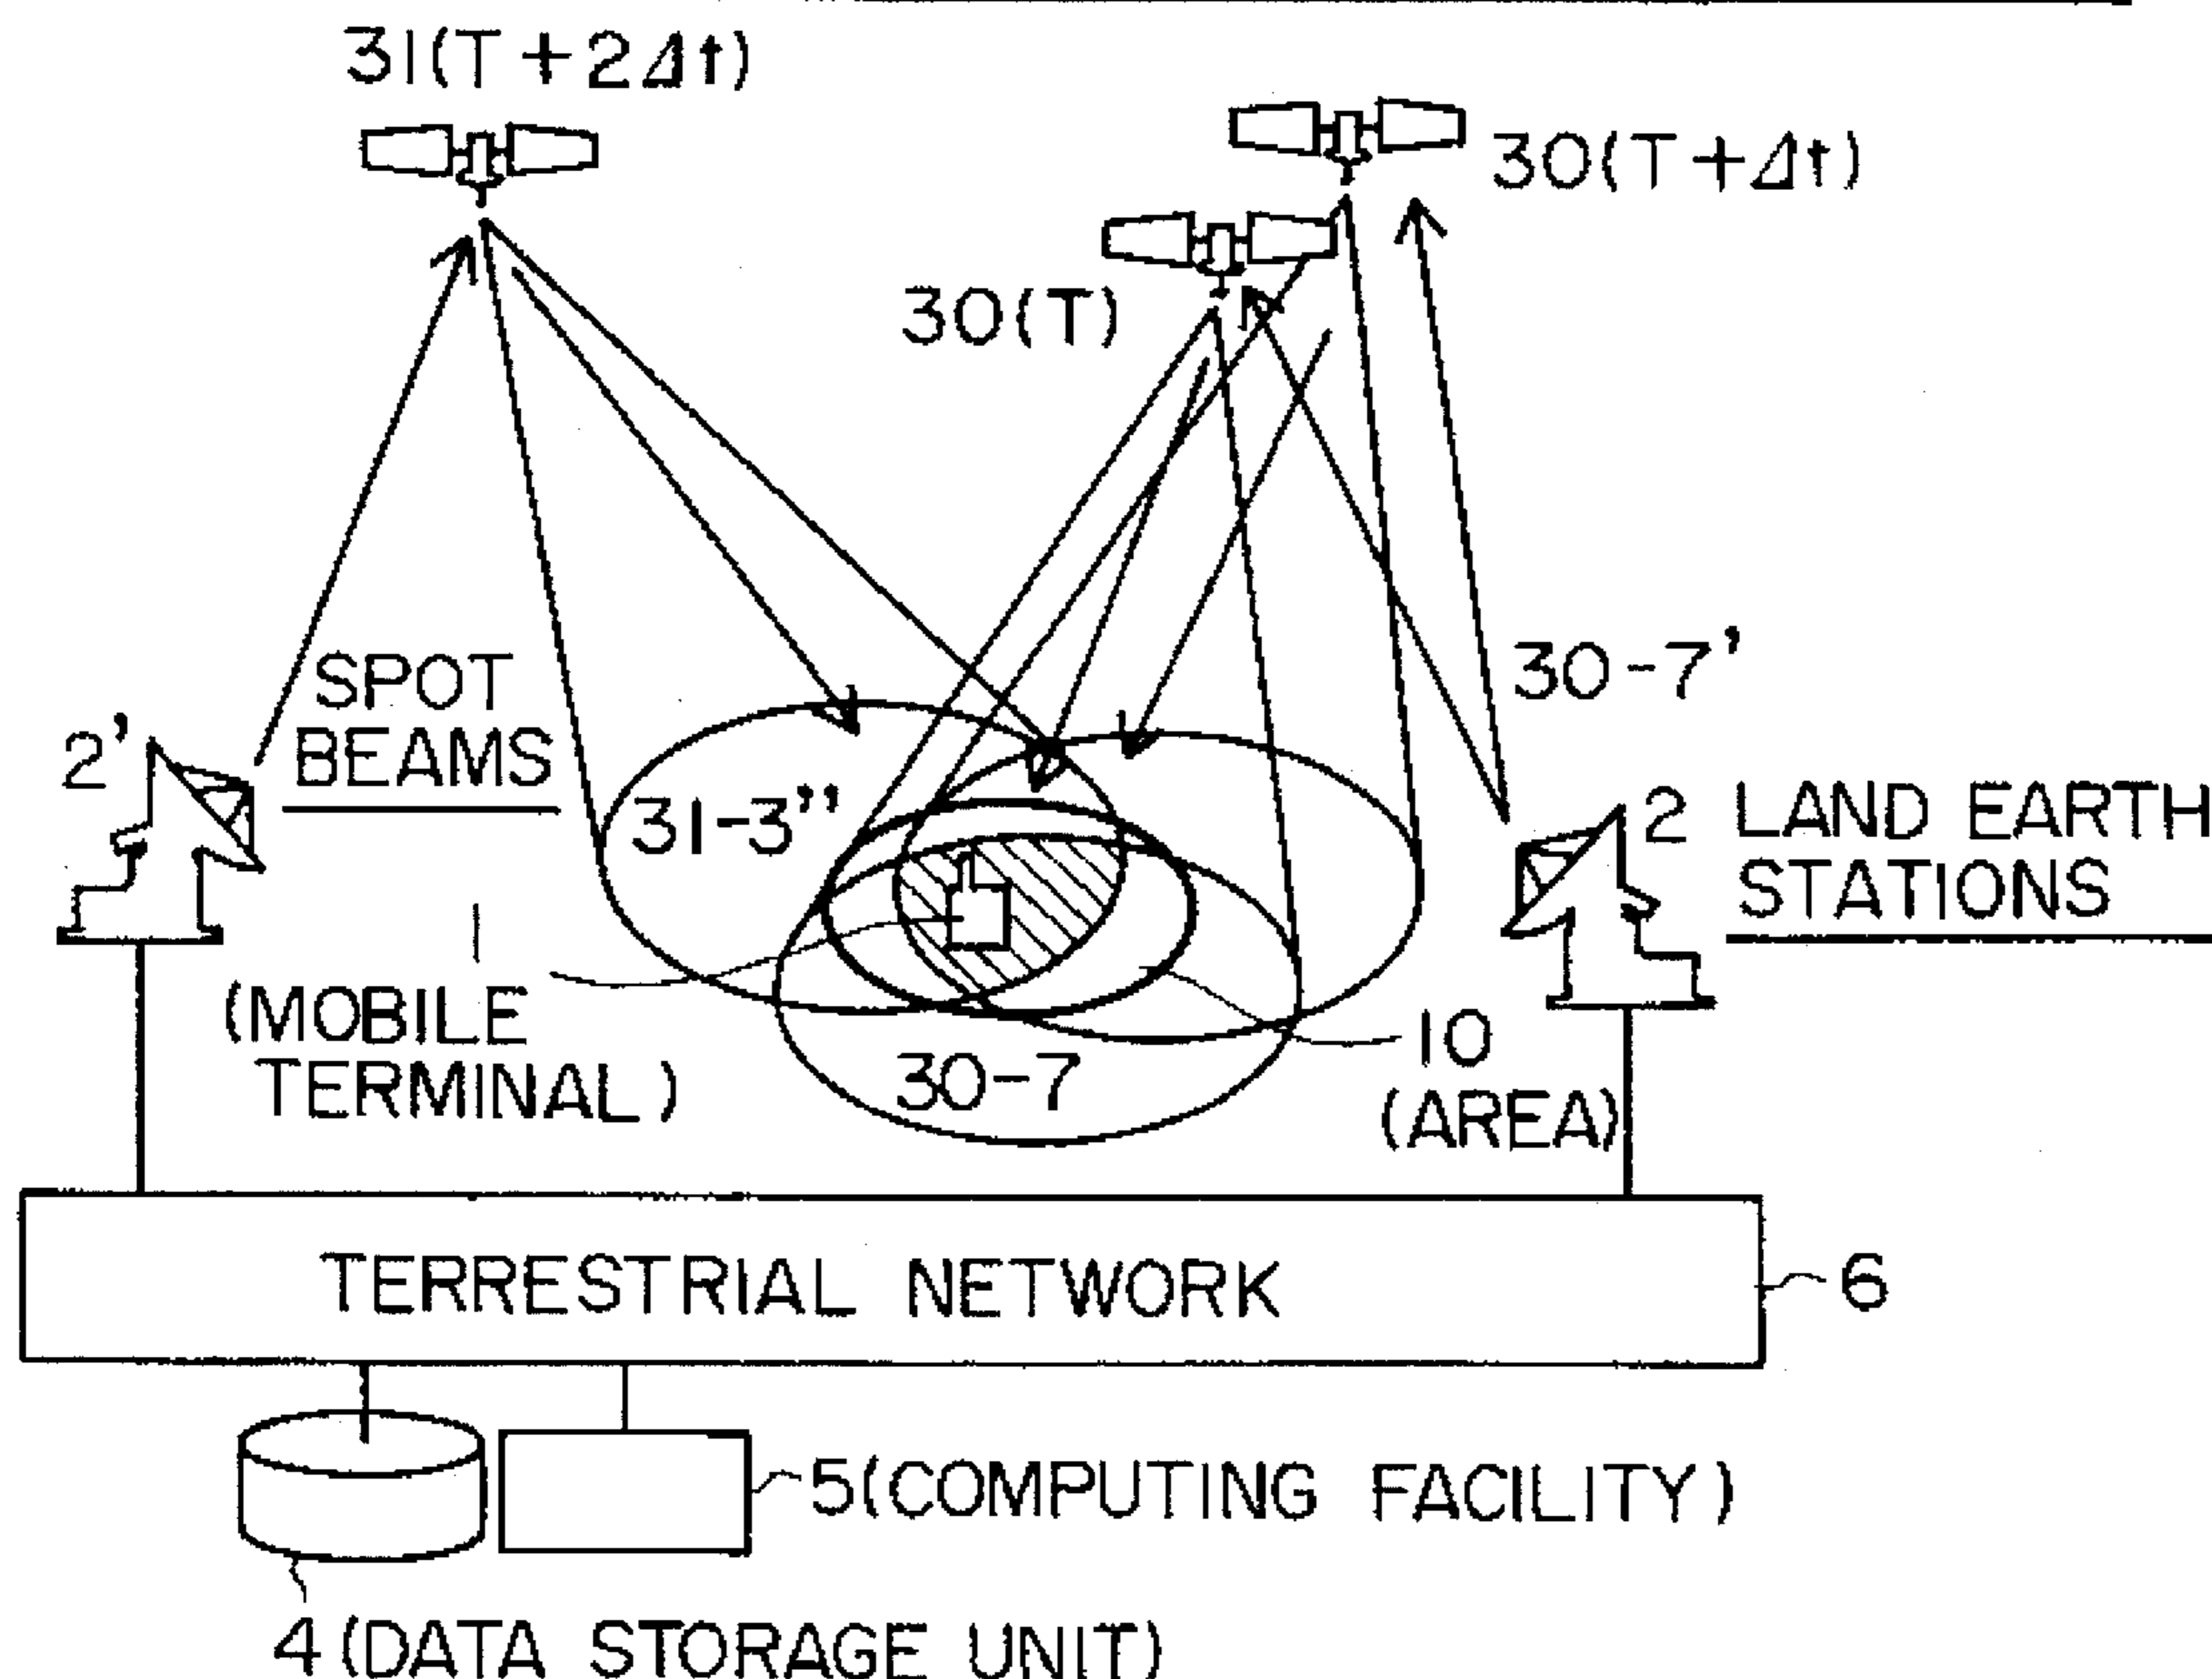 31(T+2Δt)
30(T+Δt)
30(T)
30-7'
SPOT
BEAMS
2'
31-3"
2 LAND EARTH
STATIONS
1
(MOBILE
TERMINAL)
30-7
10
(AREA)
TERRESTRIAL NETWORK
6
5(COMPUTING FACILITY)
4(DATA STORAGE UNIT)